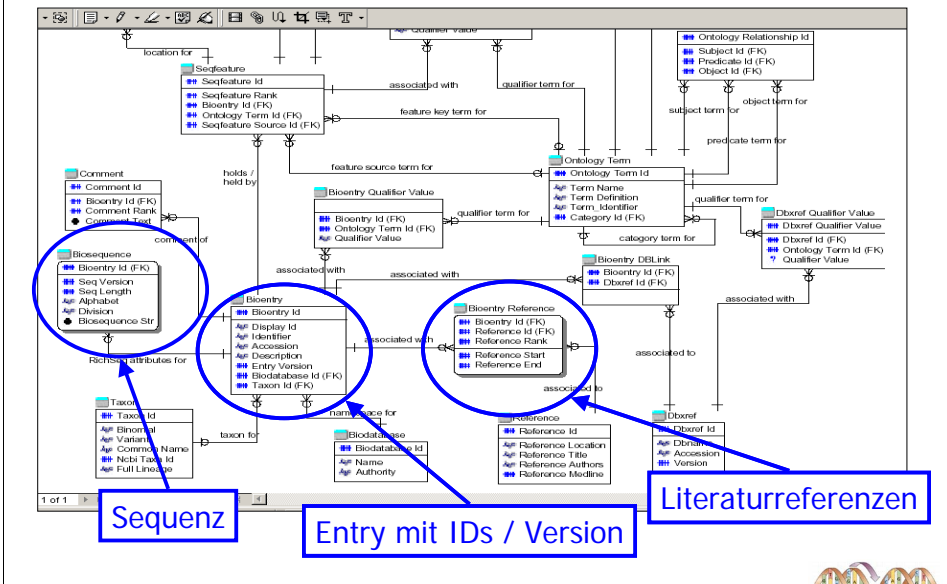 Qualifier Value
Ontology Relationship Id
Subject Id (FK)
Predicate Id (FK)
Object Id (FK)
location for
Seqfeature
Seqfeature Id
Seqfeature Rank
Bioentry Id (FK)
Ontology Term Id (FK)
Seqfeature Source Id (FK)
associated with
qualifier term for
feature key term for
subject term for
object term for
predicate term for
feature source term for
holds /
held by
Comment
Comment Id
Bioentry Id (FK)
Comment Rank
Comment Text
comment of
Bioentry Qualifier Value
Bioentry Id (FK)
Ontology Term Id (FK)
Qualifier Value
qualifier term for
Ontology Term
Ontology Term Id
Term Name
Term Definition
Term_Identifier
Category Id (FK)
category term for
qualifier term for
Dbxref Qualifier Value
Dbxref Qualifier Value
Dbxref Id (FK)
Ontology Term Id (FK)
Qualifier Value
Biosequence
Bioentry Id (FK)
Seq Version
Seq Length
Alphabet
Division
Biosequence Str
associated with
associated with
Bioentry DBLink
Bioentry Id (FK)
Dbxref Id (FK)
associated with
Bioentry
Bioentry Id
Display Id
Identifier
Accession
Description
Entry Version
Biodatabase Id (FK)
Taxon Id (FK)
associated with
Bioentry Reference
Bioentry Id (FK)
Reference Id (FK)
Reference Rank
Reference Start
Reference End
associated to
RichSeq attributes for
associated to
Taxon
Taxon Id
Binomial
Variant
Common Name
Ncbi Taxa Id
Full Lineage
taxon for
namespace for
Biodatabase
Biodatabase Id
Name
Authority
Reference
Reference Id
Reference Location
Reference Title
Reference Authors
Reference Medline
Dbxref
Dbxref Id
Dbname
Accession
Version
1 of 1
Sequenz
Entry mit IDs / Version
Literaturreferenzen